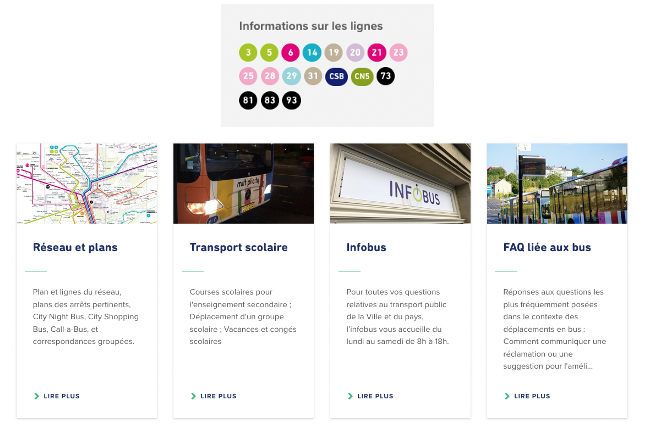 Informations sur les lignes
3 5 6 14 19 20 21 23
25 28 29 31 CSB CN5 73
81 83 93
INFOBUS
Réseau et plans
Transport scolaire
Infobus
FAQ liée aux bus
Plan et lignes du réseau,
plans des arrêts pertinents,
City Night Bus, City Shopping
Bus, Call-a-Bus, et
correspondances groupées.
Courses scolaires pour
l'enseignement secondaire ;
Déplacement d'un groupe
scolaire ; Vacances et congés
scolaires
Pour toutes vos questions
relatives au transport public
de la Ville et du pays,
l'infobus vous accueille du
lundi au samedi de 8h à 18h.
Réponses aux questions les
plus fréquemment posées
dans le contexte des
déplacements en bus :
Comment communiquer une
réclamation ou une
suggestion pour l'améli...
LIRE PLUS
LIRE PLUS
LIRE PLUS
LIRE PLUS